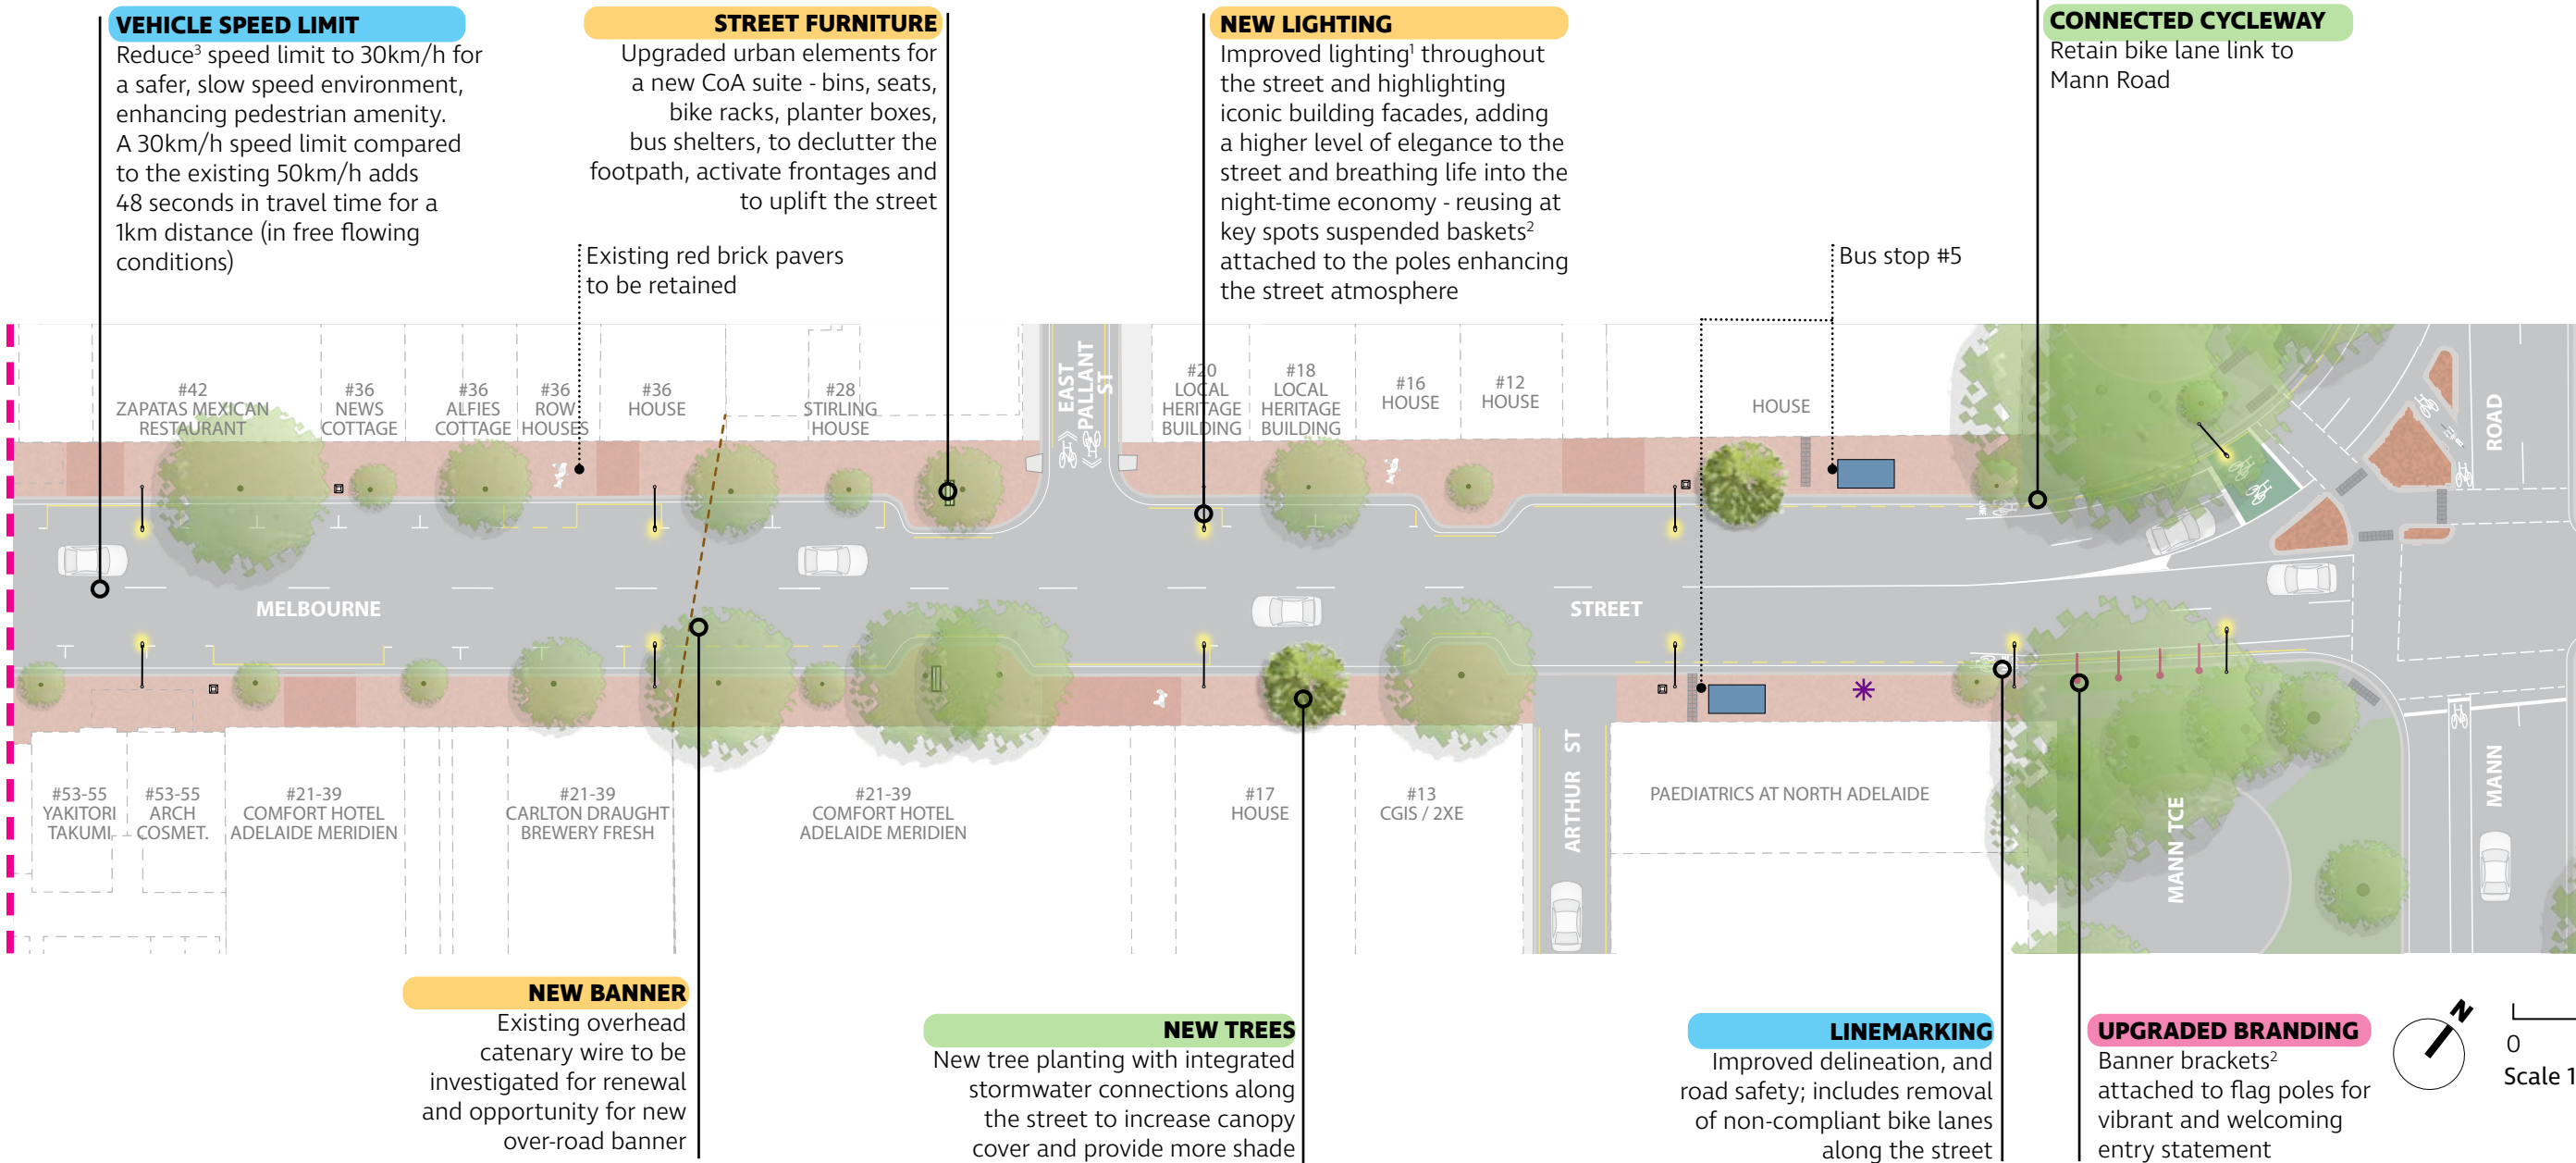 VEHICLE SPEED LIMIT
Reduce³ speed limit to 30km/h for
a safer, slow speed environment,
enhancing pedestrian amenity.
A 30km/h speed limit compared
to the existing 50km/h adds
48 seconds in travel time for a
1km distance (in free flowing
conditions)
STREET FURNITURE
Upgraded urban elements for
a new CoA suite - bins, seats,
bike racks, planter boxes,
bus shelters, to declutter the
footpath, activate frontages and
to uplift the street
Existing red brick pavers
to be retained
NEW LIGHTING
Improved lighting¹ throughout
the street and highlighting
iconic building facades, adding
a higher level of elegance to the
street and breathing life into the
night-time economy - reusing at
key spots suspended baskets²
attached to the poles enhancing
the street atmosphere
Bus stop #5
CONNECTED CYCLEWAY
Retain bike lane link to
Mann Road
#42
ZAPATAS MEXICAN
RESTAURANT
#36
NEWS
COTTAGE
#36
ALFIES
COTTAGE
#36
ROW
HOUSES
#36
HOUSE
#28
STIRLING
HOUSE
EAST
PALLANT
ST
#20
LOCAL
HERITAGE
BUILDING
#18
LOCAL
HERITAGE
BUILDING
#16
HOUSE
#12
HOUSE
HOUSE
ROAD
MELBOURNE
STREET
#53-55
YAKITORI
TAKUMI
#53-55
ARCH
COSMET.
#21-39
COMFORT HOTEL
ADELAIDE MERIDIEN
#21-39
CARLTON DRAUGHT
BREWERY FRESH
#21-39
COMFORT HOTEL
ADELAIDE MERIDIEN
#17
HOUSE
#13
CGIS / 2XE
ARTHUR ST
PAEDIATRICS AT NORTH ADELAIDE
MANN TCE
MANN
NEW BANNER
Existing overhead
catenary wire to be
investigated for renewal
and opportunity for new
over-road banner
NEW TREES
New tree planting with integrated
stormwater connections along
the street to increase canopy
cover and provide more shade
LINEMARKING
Improved delineation, and
road safety; includes removal
of non-compliant bike lanes
along the street
UPGRADED BRANDING
Banner brackets²
attached to flag poles for
vibrant and welcoming
entry statement
N
0
Scale 1